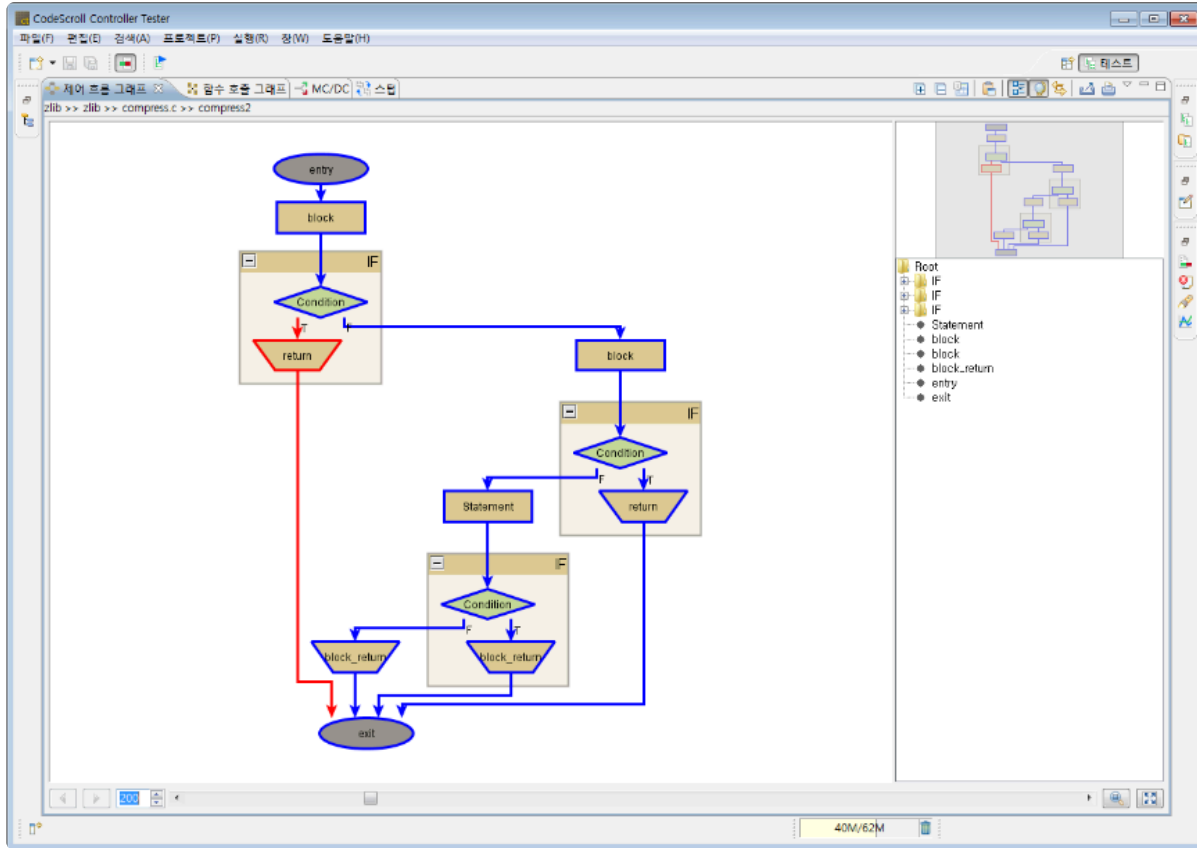 CodeScroll Controller Tester
파일(F) 편집(E) 검색(A) 프로젝트(P) 실행(R) 창(W) 도움말(H)
테스트
제어 흐름 그래프 함수 호출 그래프 MC/DC 스텁
zlib >> zlib >> compress.c >> compress2
entry
block
IF
Condition
T F
return
block
IF
Condition
F T
Statement
return
IF
Condition
F T
block_return block_return
exit
Root
IF
IF
IF
Statement
block
block
block_return
entry
exit
200
40M/62M